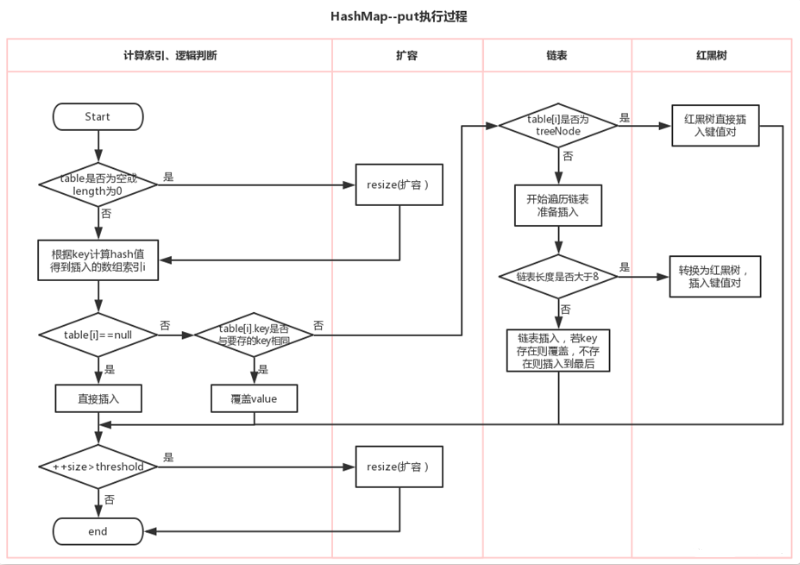 HashMap--put执行过程
计算索引、逻辑判断
扩容
链表
红黑树
Start
table是否为空或
length为0
是
否
resize(扩容)
根据key计算hash值
得到插入的数组索引i
table[i]==null
否
是
table[i].key是否
与要存的key相同
否
是
直接插入
覆盖value
++size>threshold
是
否
resize(扩容)
end
table[i]是否为
treeNode
是
否
红黑树直接插
入键值对
开始遍历链表
准备插入
链表长度是否大于8
是
否
转换为红黑树，
插入键值对
链表插入，若key
存在则覆盖，不存
在则插入到最后